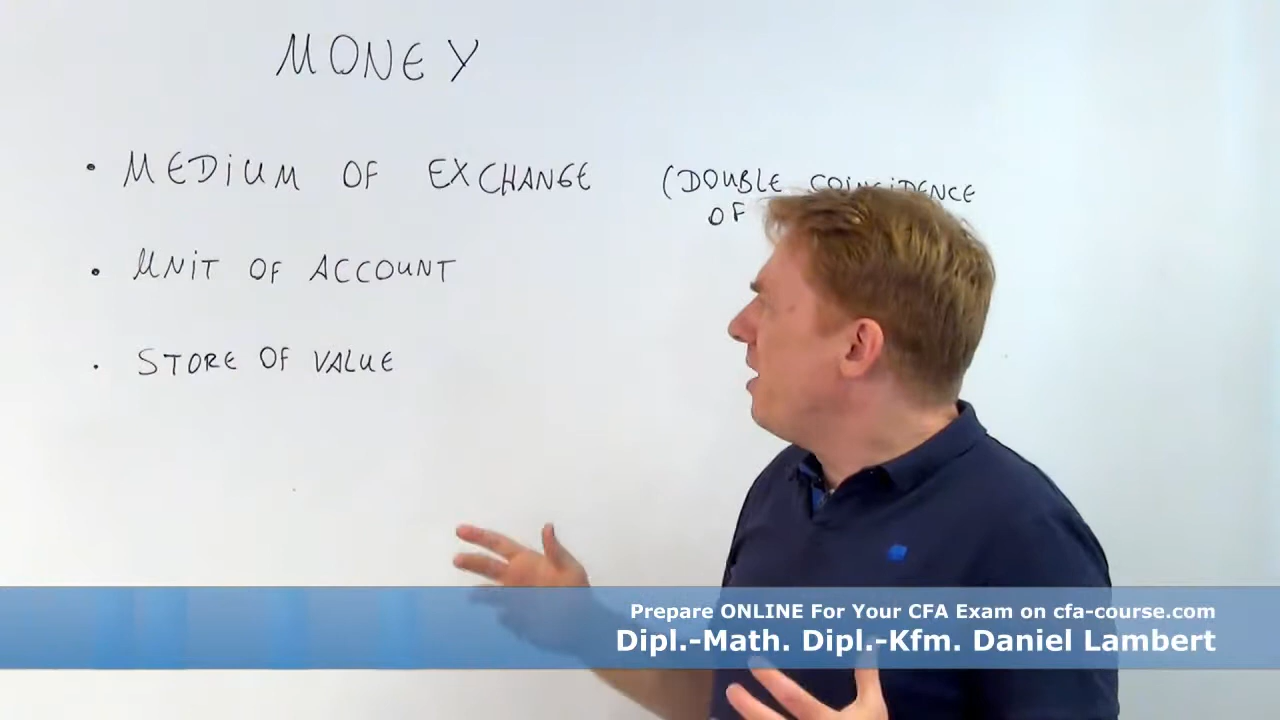 MONEY
• MEDIUM OF EXCHANGE (DOUBLE COINCIDENCE
OF
• UNIT OF ACCOUNT
• STORE OF VALUE
Prepare ONLINE For Your CFA Exam on cfa-course.com
Dipl.-Math. Dipl.-Kfm. Daniel Lambert